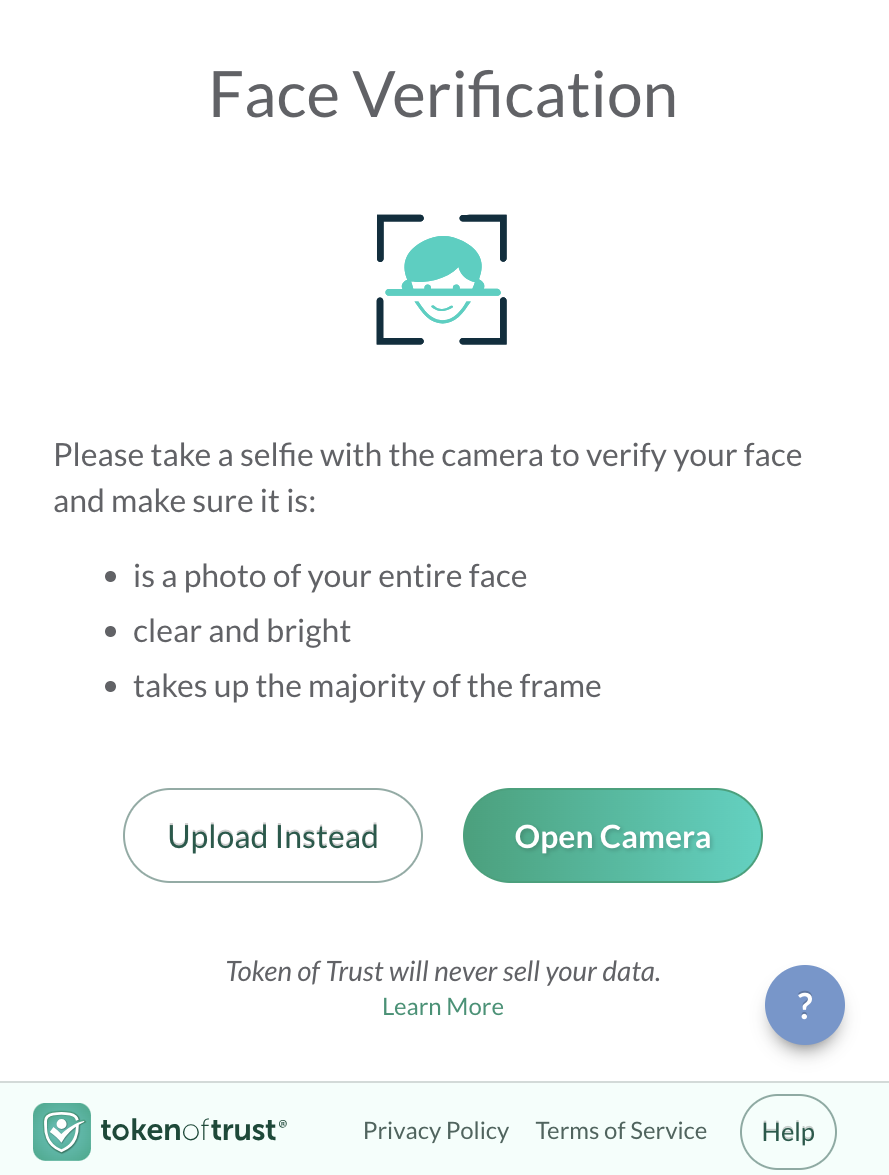 Face Verification
Please take a selfie with the camera to verify your face
and make sure it is:
• is a photo of your entire face
• clear and bright
• takes up the majority of the frame
Upload Instead
Open Camera
Token of Trust will never sell your data.
Learn More
?
tokenoftrust®
Privacy Policy
Terms of Service
Help